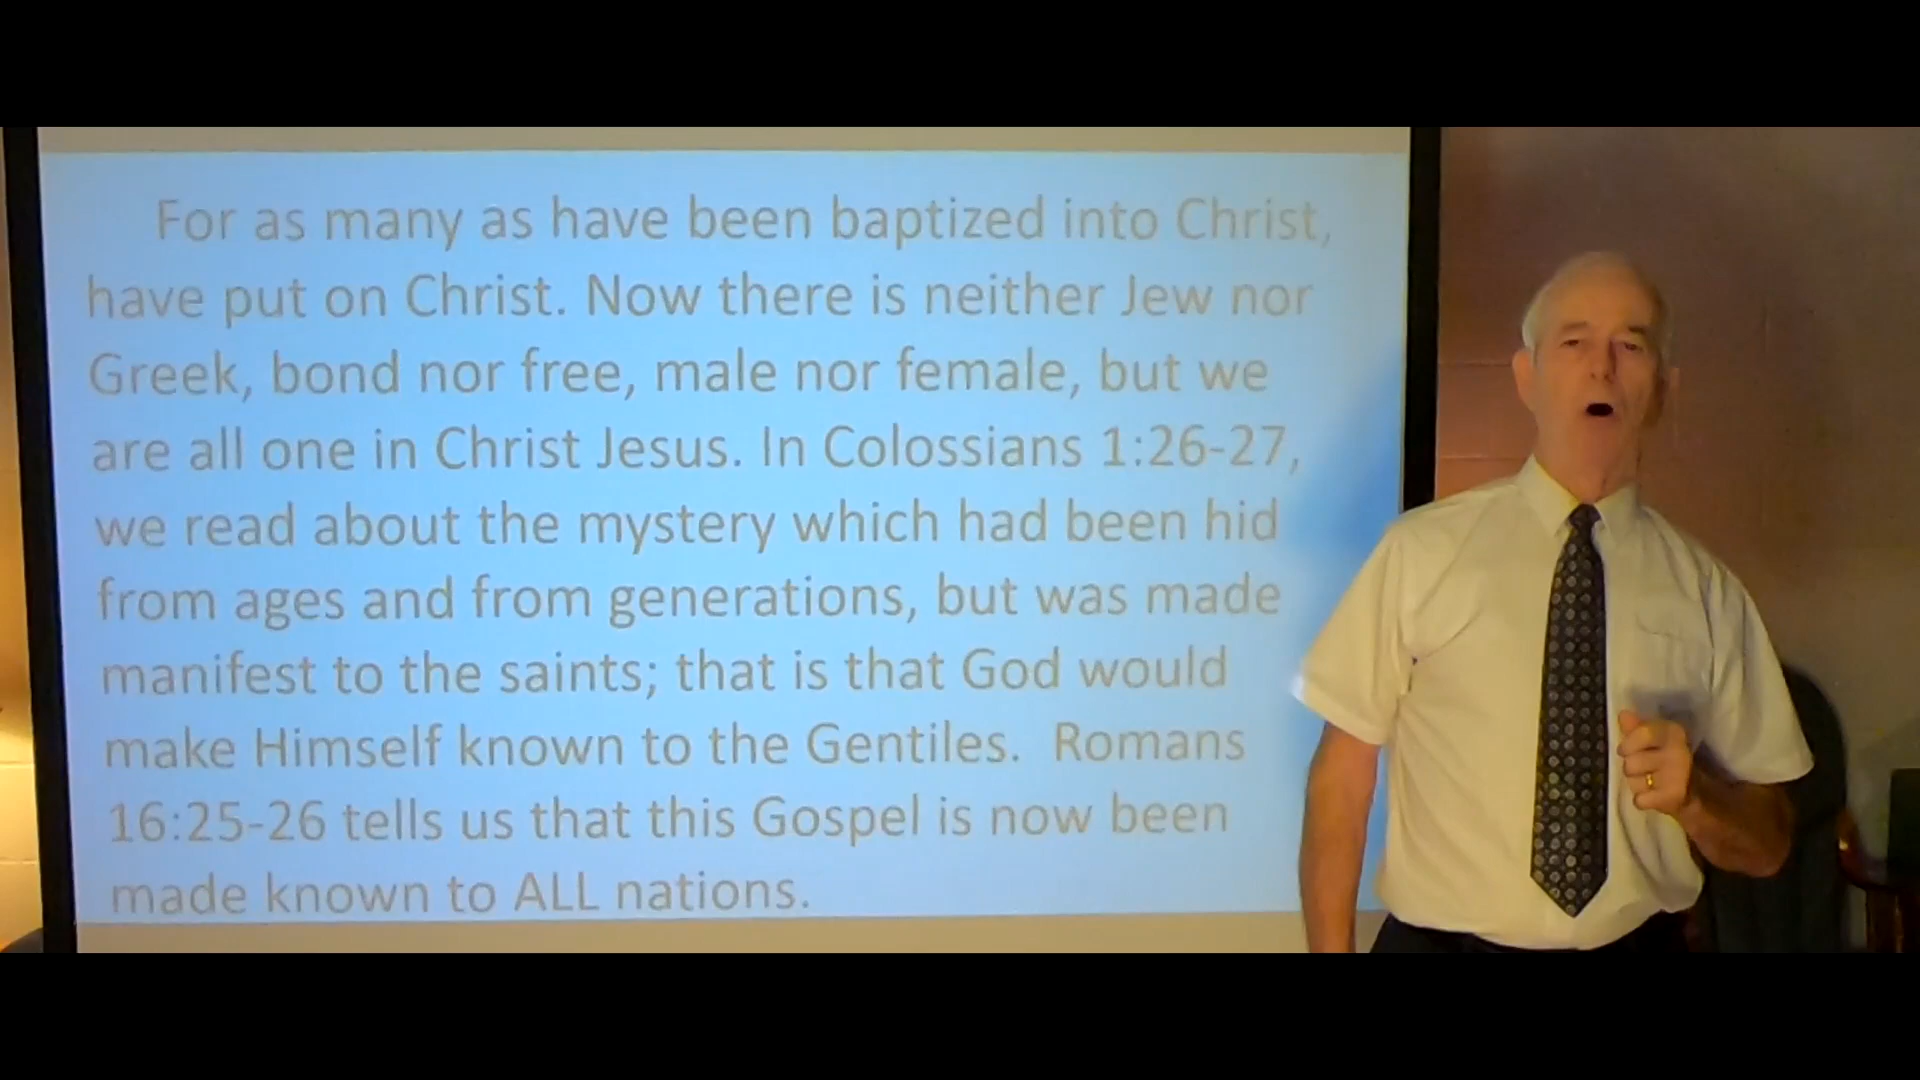 For as many as have been baptized into Christ,
have put on Christ. Now there is neither Jew nor
Greek, bond nor free, male nor female, but we
are all one in Christ Jesus. In Colossians 1:26-27,
we read about the mystery which had been hid
from ages and from generations, but was made
manifest to the saints; that is that God would
make Himself known to the Gentiles.  Romans
16:25-26 tells us that this Gospel is now been
made known to ALL nations.